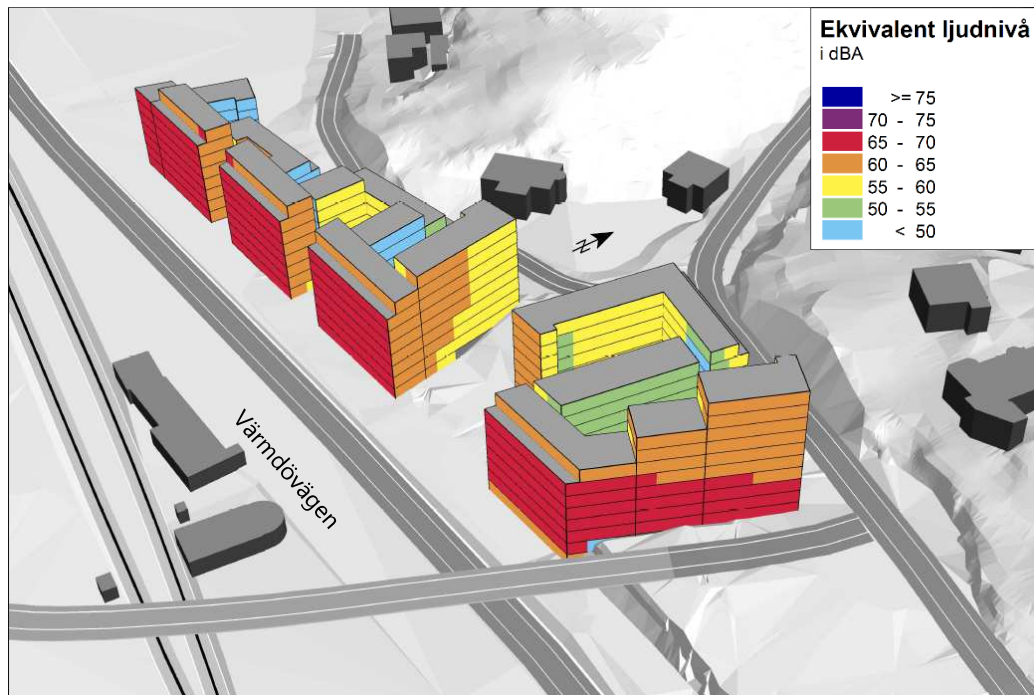 Ekvivalent ljudnivå
i dBA
>= 75
70 - 75
65 - 70
60 - 65
55 - 60
50 - 55
< 50
N
Värmdövägen